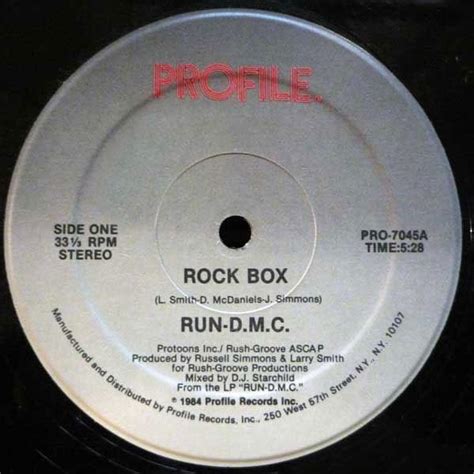 PROFILE
SIDE ONE
33⅓ RPM
STEREO
PRO-7045A
TIME:5:28
ROCK BOX
(L. Smith-D. McDaniels-J. Simmons)
RUN-D.M.C.
Protoons Inc./ Rush-Groove ASCAP
Produced by Russell Simmons & Larry Smith
for Rush-Groove Productions
Mixed by D.J. Starchild
From the LP "RUN-D.M.C."
℗ 1984 Profile Records Inc.
Manufactured and Distributed by Profile Records, Inc., 250 West 57th Street, N.Y., N.Y. 10107